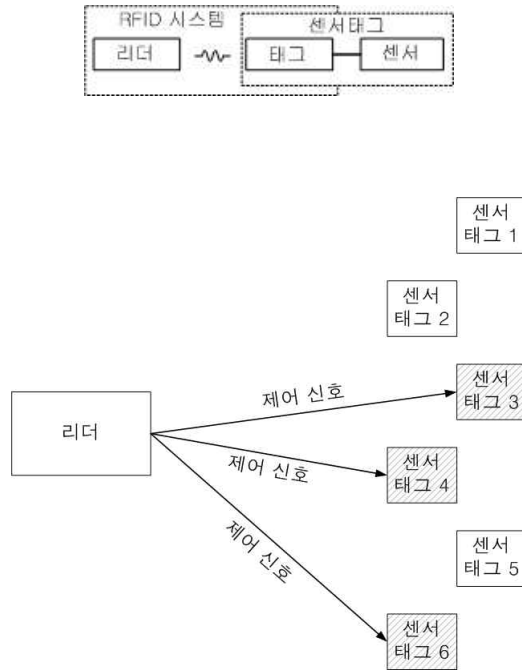 RFID 시스템
센서태그
리더
태그
센서
센서
태그 1
센서
태그 2
센서
태그 3
제어 신호
리더
제어 신호
센서
태그 4
제어 신호
센서
태그 5
센서
태그 6